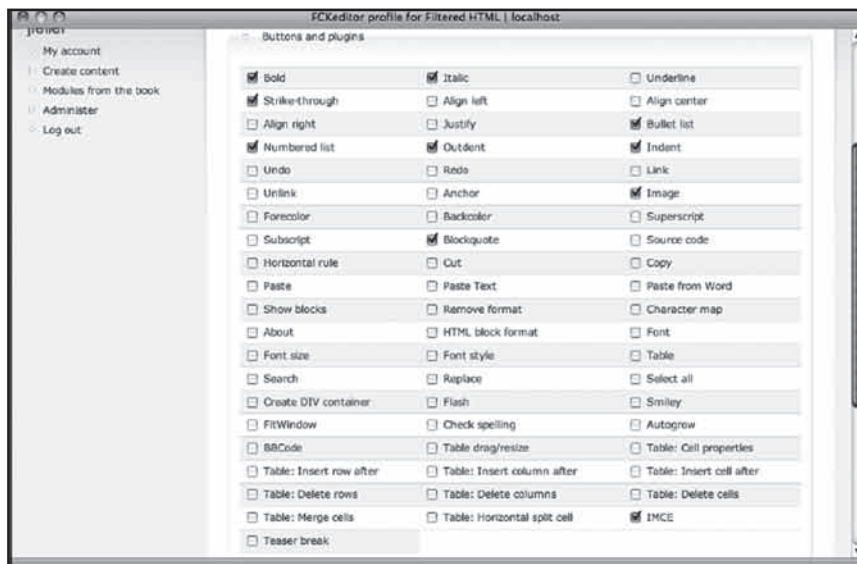 FCKeditor profile for Filtered HTML | localhost
My account
Create content
Modules from the book
Administer
Log out
Buttons and plugins
Bold Italic Underline
Strike-through Align left Align center
Align right Justify Bullet list
Numbered list Outdent Indent
Undo Redo Link
Unlink Anchor Image
Forecolor Backcolor Superscript
Subscript Blockquote Source code
Horizontal rule Cut Copy
Paste Paste Text Paste from Word
Show blocks Remove format Character map
About HTML block format Font
Font size Font style Table
Search Replace Select all
Create DIV container Flash Smiley
FitWindow Check spelling Autogrow
BBCode Table drag/resize Table: Cell properties
Table: Insert row after Table: Insert column after Table: Insert cell after
Table: Delete rows Table: Delete columns Table: Delete cells
Table: Merge cells Table: Horizontal split cell IMCE
Teaser break